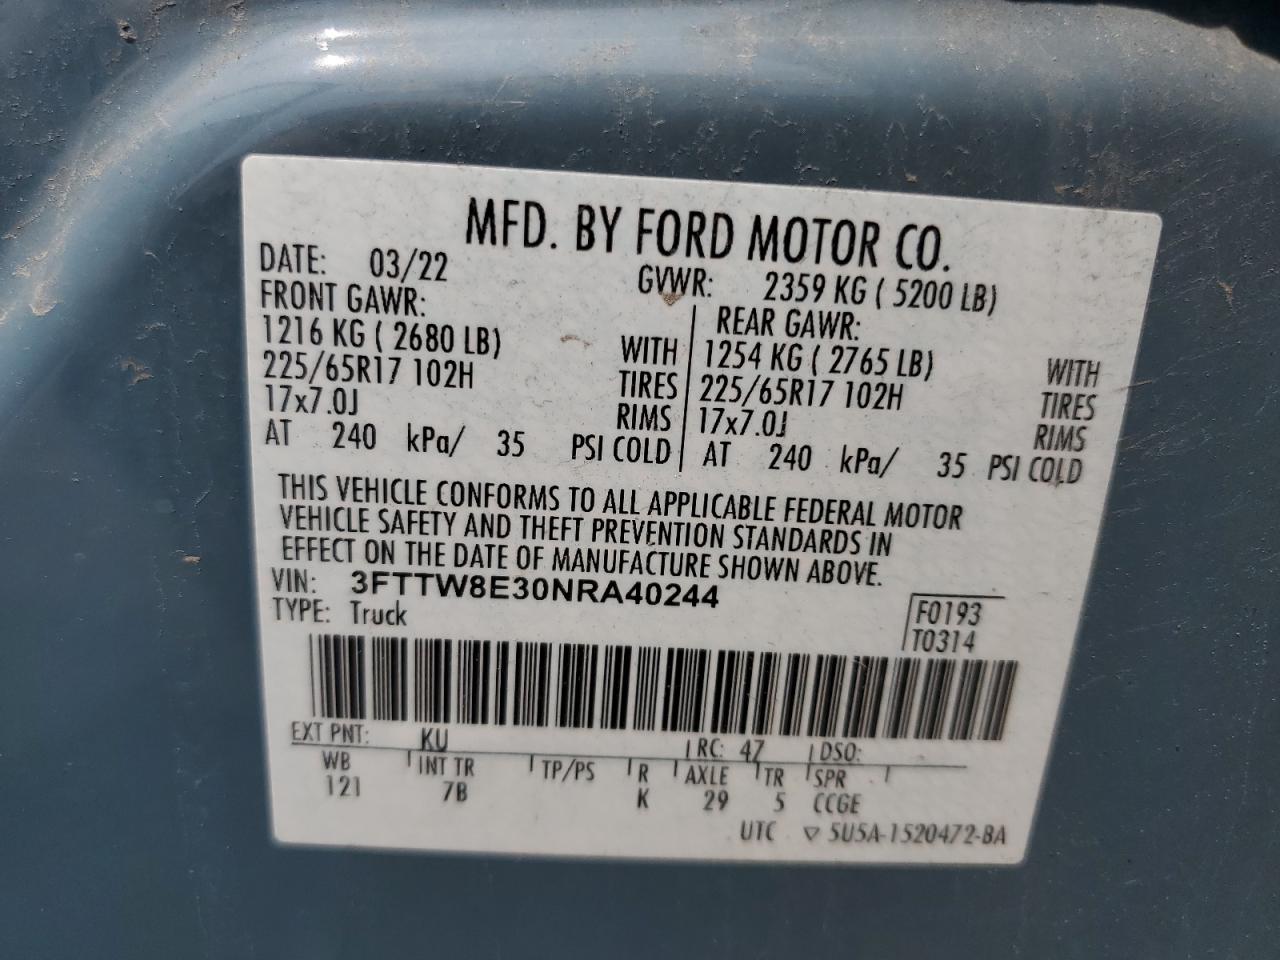 MFD. BY FORD MOTOR CO.
DATE: 03/22 GVWR: 2359 KG ( 5200 LB)
FRONT GAWR: REAR GAWR:
1216 KG ( 2680 LB) WITH 1254 KG ( 2765 LB) WITH
225/65R17 102H TIRES 225/65R17 102H TIRES
17x7.0J RIMS 17x7.0J RIMS
AT 240 kPa/ 35 PSI COLD AT 240 kPa/ 35 PSI COLD
THIS VEHICLE CONFORMS TO ALL APPLICABLE FEDERAL MOTOR
VEHICLE SAFETY AND THEFT PREVENTION STANDARDS IN
EFFECT ON THE DATE OF MANUFACTURE SHOWN ABOVE.
VIN: 3FTTW8E30NRA40244
TYPE: Truck
F0193
T0314
EXT PNT: KU RC: 47 DSO:
WB INT TR TP/PS R AXLE TR SPR
121 7B K 29 5 CCGE
UTC ▽ 5U5A-1520472-BA